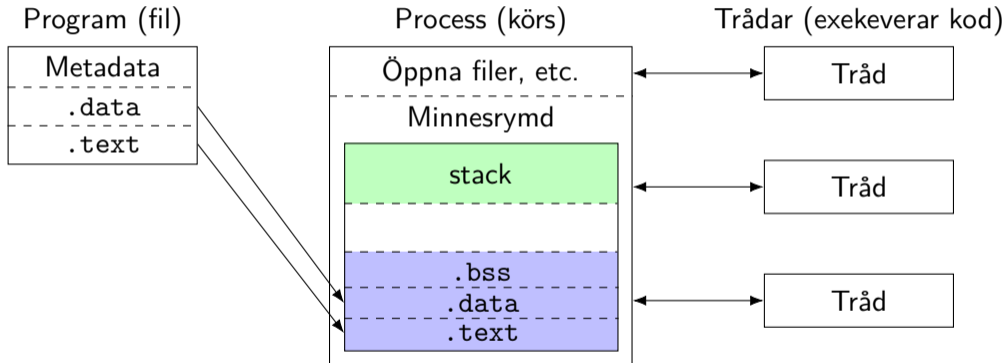 Program (fil)
Metadata
.data
.text
Process (körs)
Öppna filer, etc.
Minnesrymd
stack
.bss
.data
.text
Trådar (exekeverar kod)
Tråd
Tråd
Tråd